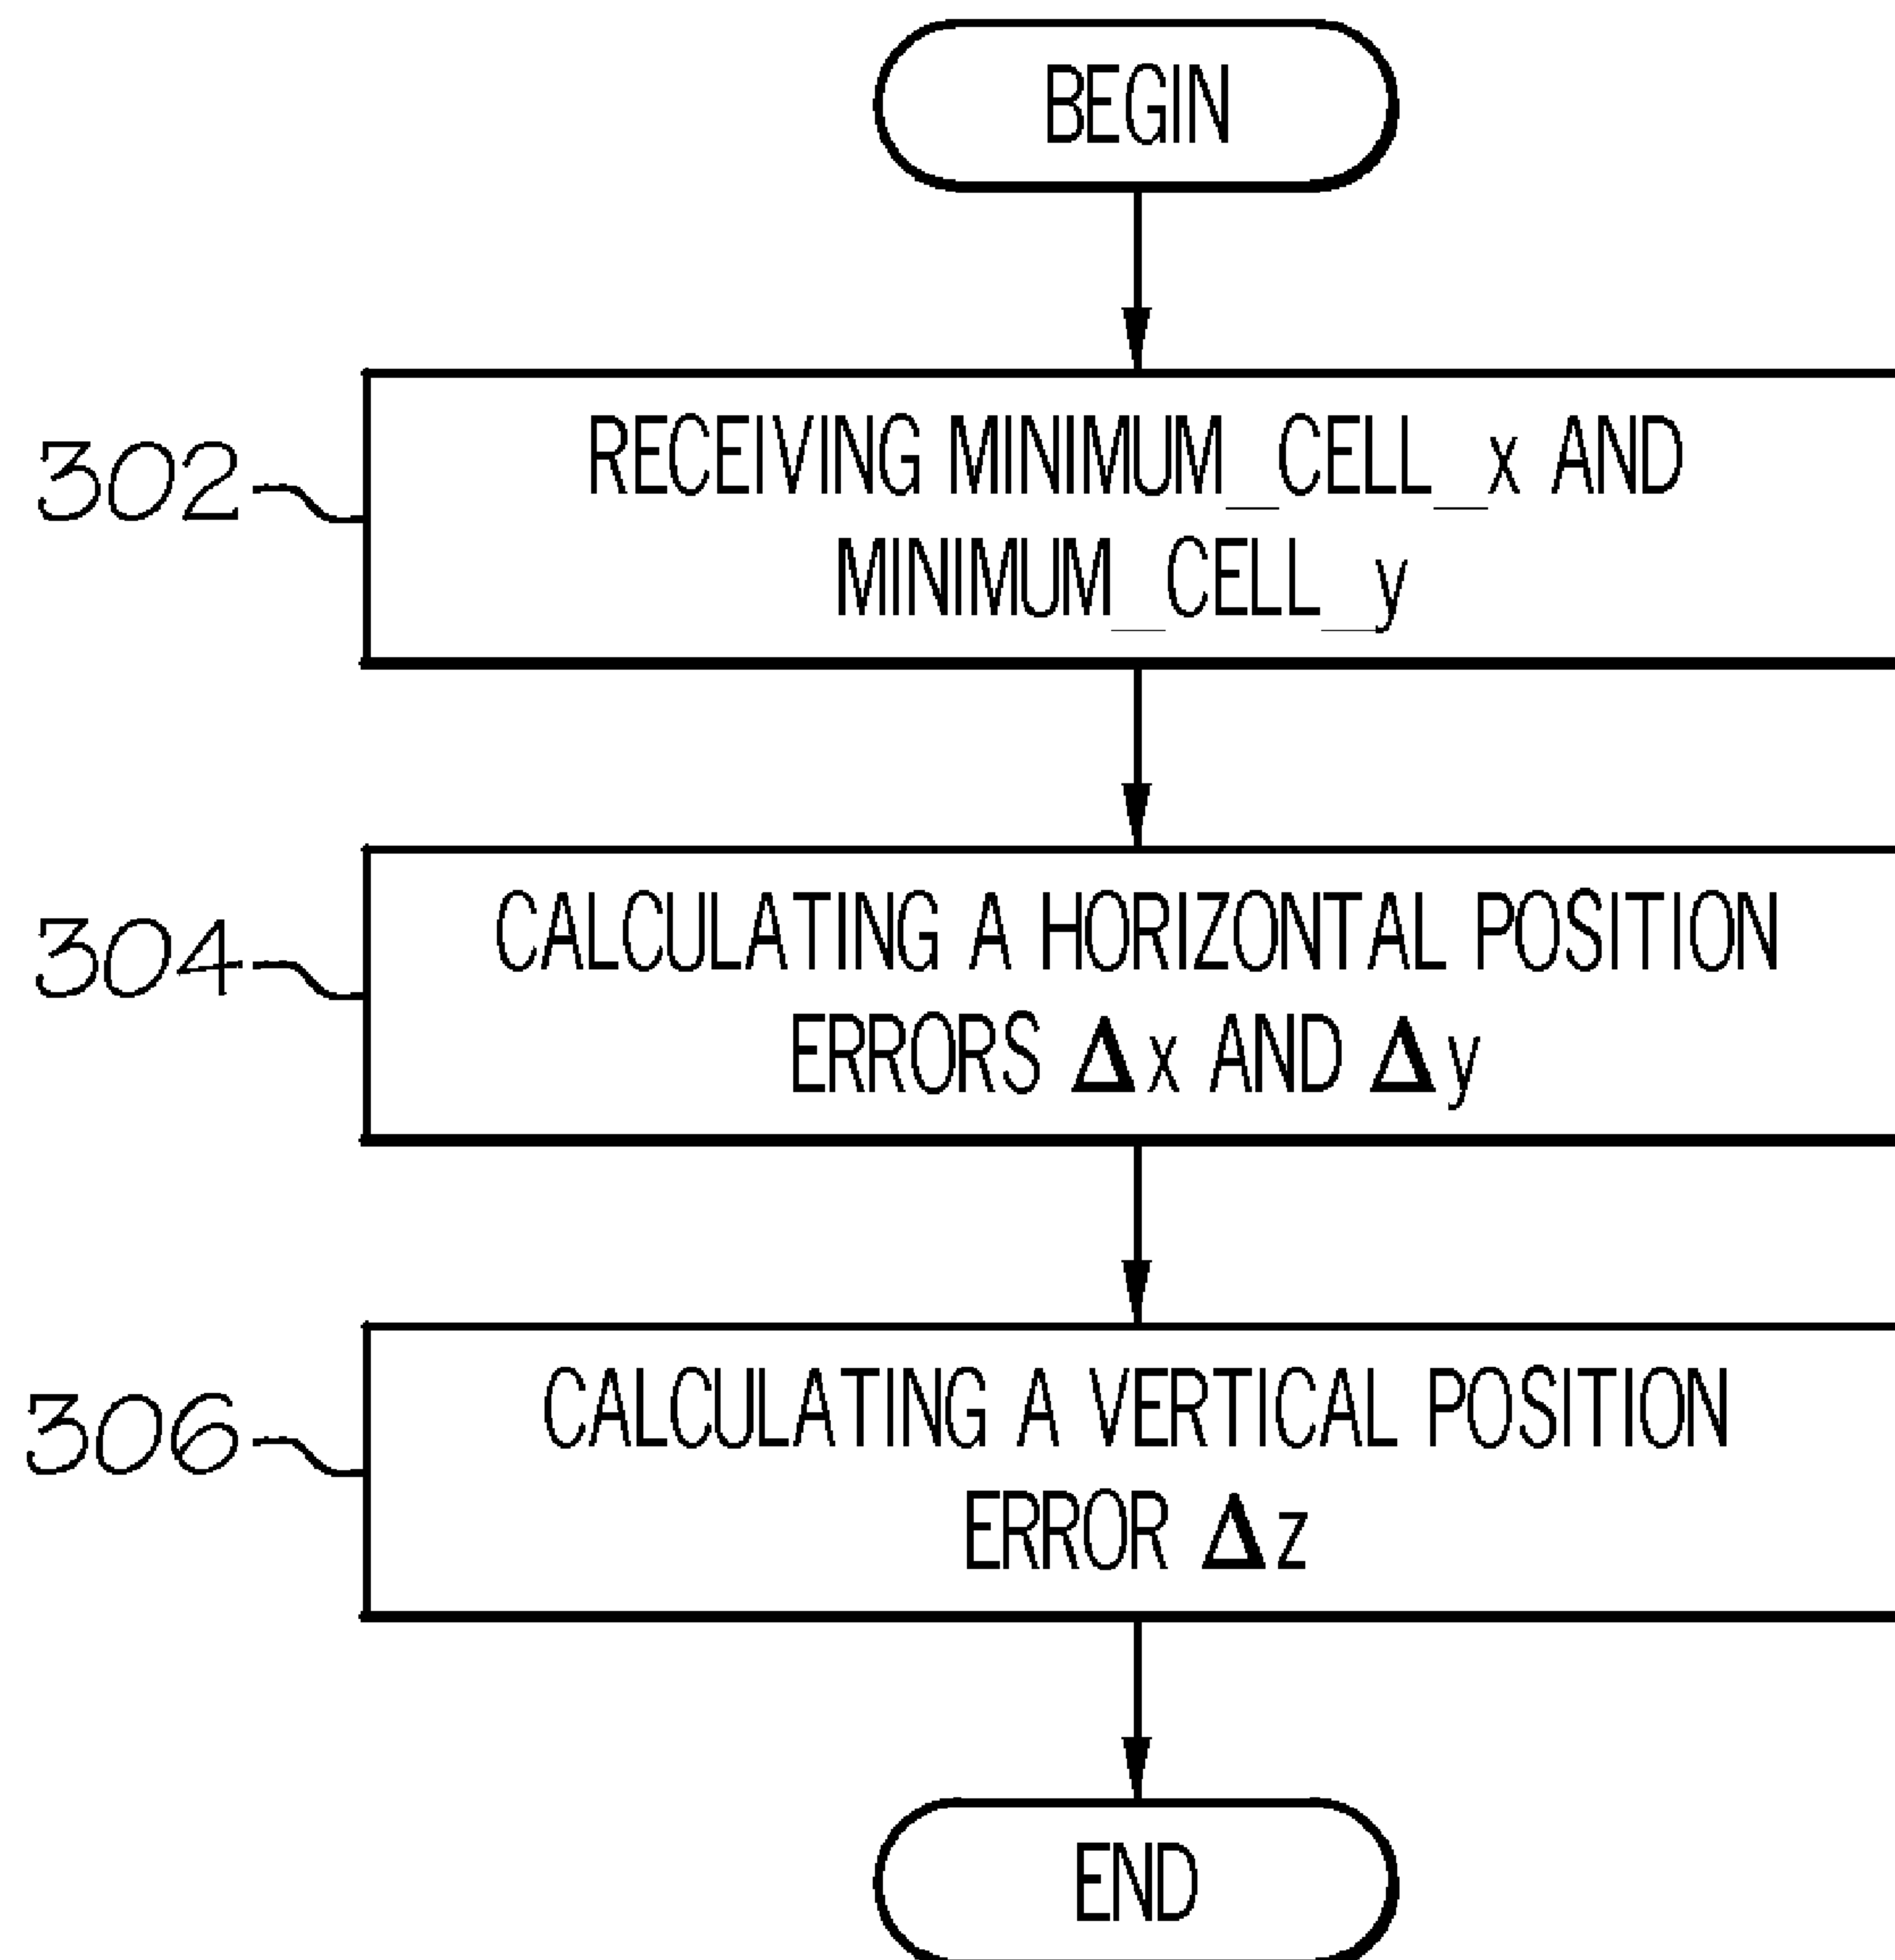 BEGIN
302
RECEIVING MINIMUM_CELL_x AND
MINIMUM_CELL_y
304
CALCULATING A HORIZONTAL POSITION
ERRORS Δx AND Δy
306
CALCULATING A VERTICAL POSITION
ERROR Δz
END